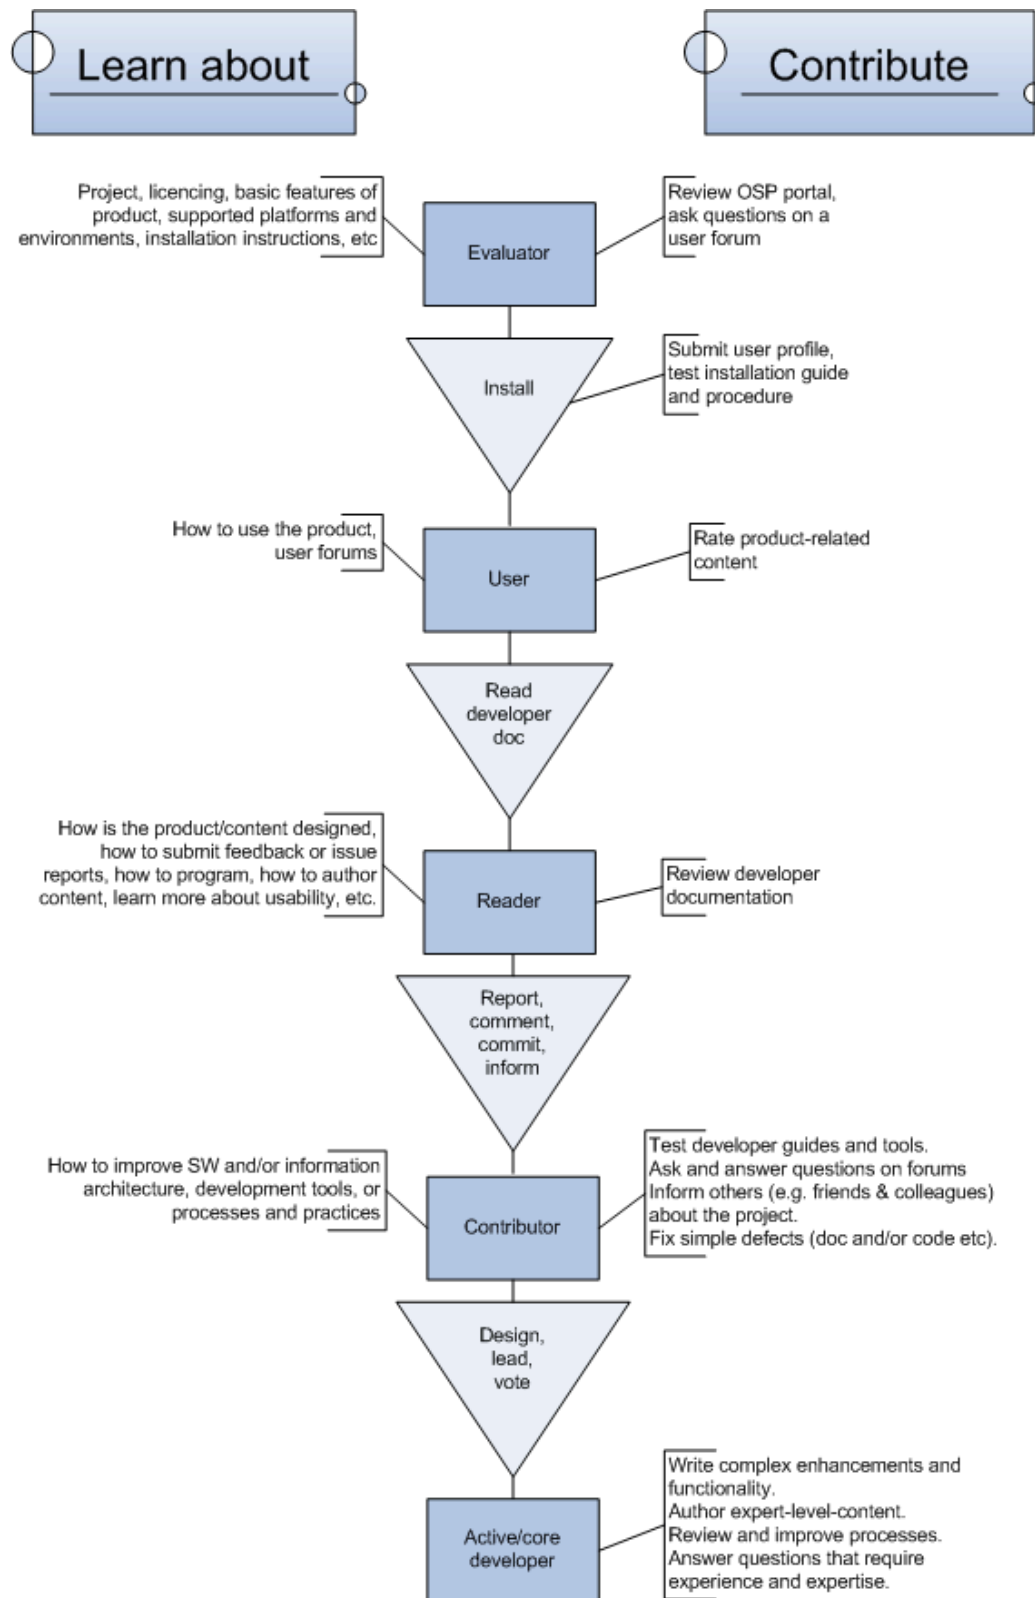 Learn about
Contribute
Project, licencing, basic features of
product, supported platforms and
environments, installation instructions, etc
Evaluator
Review OSP portal,
ask questions on a
user forum
Install
Submit user profile,
test installation guide
and procedure
How to use the product,
user forums
User
Rate product-related
content
Read
developer
doc
How is the product/content designed,
how to submit feedback or issue
reports, how to program, how to author
content, learn more about usability, etc.
Reader
Review developer
documentation
Report,
comment,
commit,
inform
How to improve SW and/or information
architecture, development tools, or
processes and practices
Contributor
Test developer guides and tools.
Ask and answer questions on forums
Inform others (e.g. friends & colleagues)
about the project.
Fix simple defects (doc and/or code etc).
Design,
lead,
vote
Active/core
developer
Write complex enhancements and
functionality.
Author expert-level-content.
Review and improve processes.
Answer questions that require
experience and expertise.